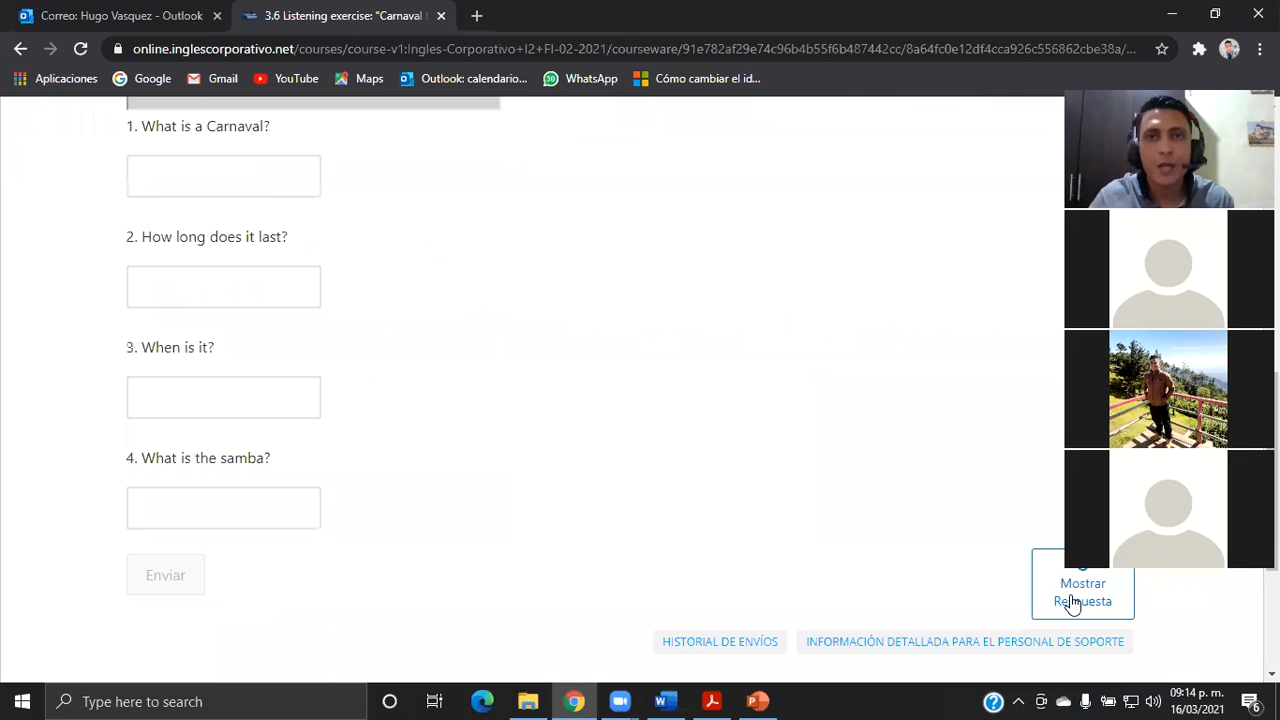 Correo: Hugo Vasquez - Outlook
3.6 Listening exercise: "Carnaval t
online.inglescorporativo.net/courses/course-v1:Ingles-Corporativo+I2+FI-02-2021/courseware/91e782af29e74c96b4b55f6b487442cc/8a64fc0e12df4cca926c556862cbe38a/...
Aplicaciones
Google
Gmail
YouTube
Maps
Outlook: calendario...
30
WhatsApp
Cómo cambiar el id...
1. What is a Carnaval?
2. How long does it last?
3. When is it?
4. What is the samba?
Enviar
Mostrar
Respuesta
HISTORIAL DE ENVÍOS
INFORMACIÓN DETALLADA PARA EL PERSONAL DE SOPORTE
Type here to search
09:14 p. m.
16/03/2021
6